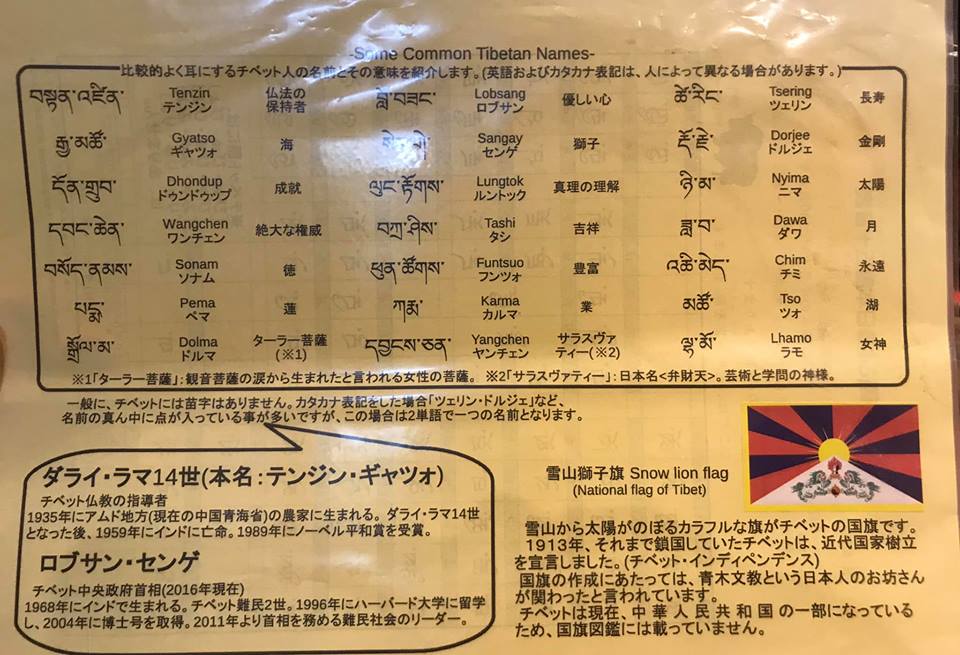 -Some Common Tibetan Names-
比較的よく耳にするチベット人の名前とその意味を紹介します。(英語およびカタカナ表記は、人によって異なる場合があります。)
བསྟན་འཛིན་ Tenzin テンジン 仏法の保持者 བློ་བཟང་ Lobsang ロブサン 優しい心 ཚེ་རིང་ Tsering ツェリン 長寿
རྒྱ་མཚོ་ Gyatso ギャツォ 海 སེང་གེ་ Sangay センゲ 獅子 རྡོ་རྗེ་ Dorjee ドルジェ 金剛
དོན་གྲུབ་ Dhondup ドゥンドゥップ 成就 ལུང་རྟོགས་ Lungtok ルントック 真理の理解 ཉི་མ་ Nyima ニマ 太陽
དབང་ཆེན་ Wangchen ワンチェン 絶大な権威 བཀྲ་ཤིས་ Tashi タシ 吉祥 ཟླ་བ་ Dawa ダワ 月
བསོད་ནམས་ Sonam ソナム 徳 ཕུན་ཚོགས་ Funtsuo フンツォ 豊富 འཆི་མེད་ Chim チミ 永遠
པདྨ་ Pema ペマ 蓮 ཀརྨ་ Karma カルマ 業 མཚོ་ Tso ツォ 湖
སྒྲོལ་མ་ Dolma ドルマ ターラー菩薩(※1) དབྱངས་ཅན་ Yangchen ヤンチェン サラスヴァティー(※2) ལྷ་མོ་ Lhamo ラモ 女神
※1「ターラー菩薩」:観音菩薩の涙から生まれたと言われる女性の菩薩。 ※2「サラスヴァティー」:日本名<弁財天>。芸術と学問の神様。
一般に、チベットには苗字はありません。カタカナ表記をした場合「ツェリン・ドルジェ」など、
名前の真ん中に点が入っている事が多いですが、この場合は2単語で一つの名前となります。
ダライ・ラマ14世(本名:テンジン・ギャツォ)
チベット仏教の指導者
1935年にアムド地方(現在の中国青海省)の農家に生まれる。ダライ・ラマ14世
となった後、1959年にインドに亡命。1989年にノーベル平和賞を受賞。
ロブサン・センゲ
チベット中央政府首相(2016年現在)
1968年にインドで生まれる。チベット難民2世。1996年にハーバード大学に留学
し、2004年に博士号を取得。2011年より首相を務める難民社会のリーダー。
雪山獅子旗 Snow lion flag
(National flag of Tibet)
雪山から太陽がのぼるカラフルな旗がチベットの国旗です。
1913年、それまで鎖国していたチベットは、近代国家樹立
を宣言しました。(チベット・インディペンデンス)
国旗の作成にあたっては、青木文教という日本人のお坊さん
が関わったと言われています。
チベットは現在、中華人民共和国の一部になっている
ため、国旗図鑑には載っていません。